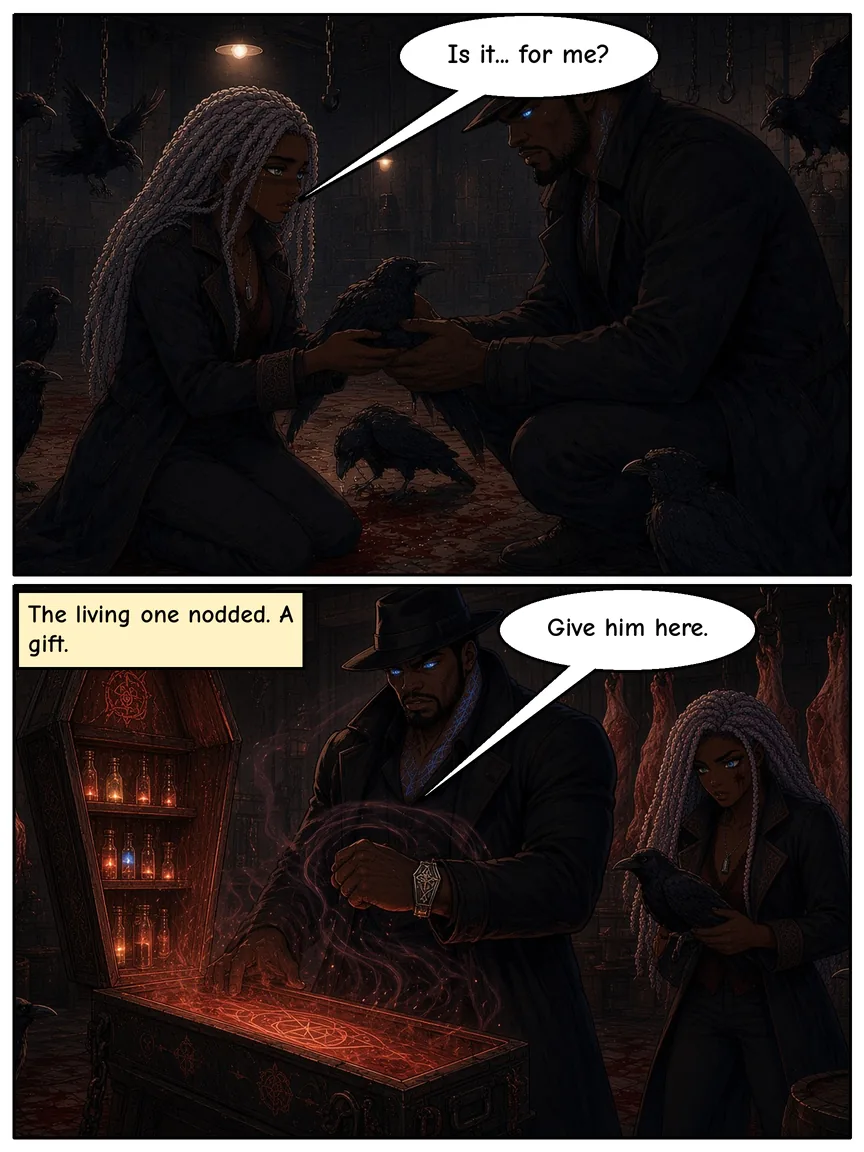 Is it... for me?
The living one nodded. A
gift.
Give him here.